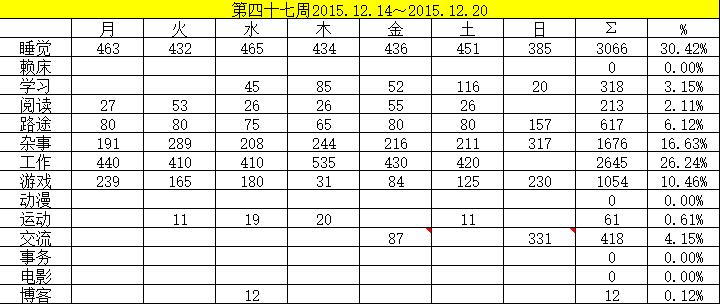 第四十七周2015.12.14～2015.12.20
月 火 水 木 金 土 日 Σ %
睡觉 463 432 465 434 436 451 385 3066 30.42%
赖床 0 0.00%
学习 45 85 52 116 20 318 3.15%
阅读 27 53 26 26 55 26 213 2.11%
路途 80 80 75 65 80 80 157 617 6.12%
杂事 191 289 208 244 216 211 317 1676 16.63%
工作 440 410 410 535 430 420 2645 26.24%
游戏 239 165 180 31 84 125 230 1054 10.46%
动漫 0 0.00%
运动 11 19 20 11 61 0.61%
交流 87 331 418 4.15%
事务 0 0.00%
电影 0 0.00%
博客 12 12 0.12%